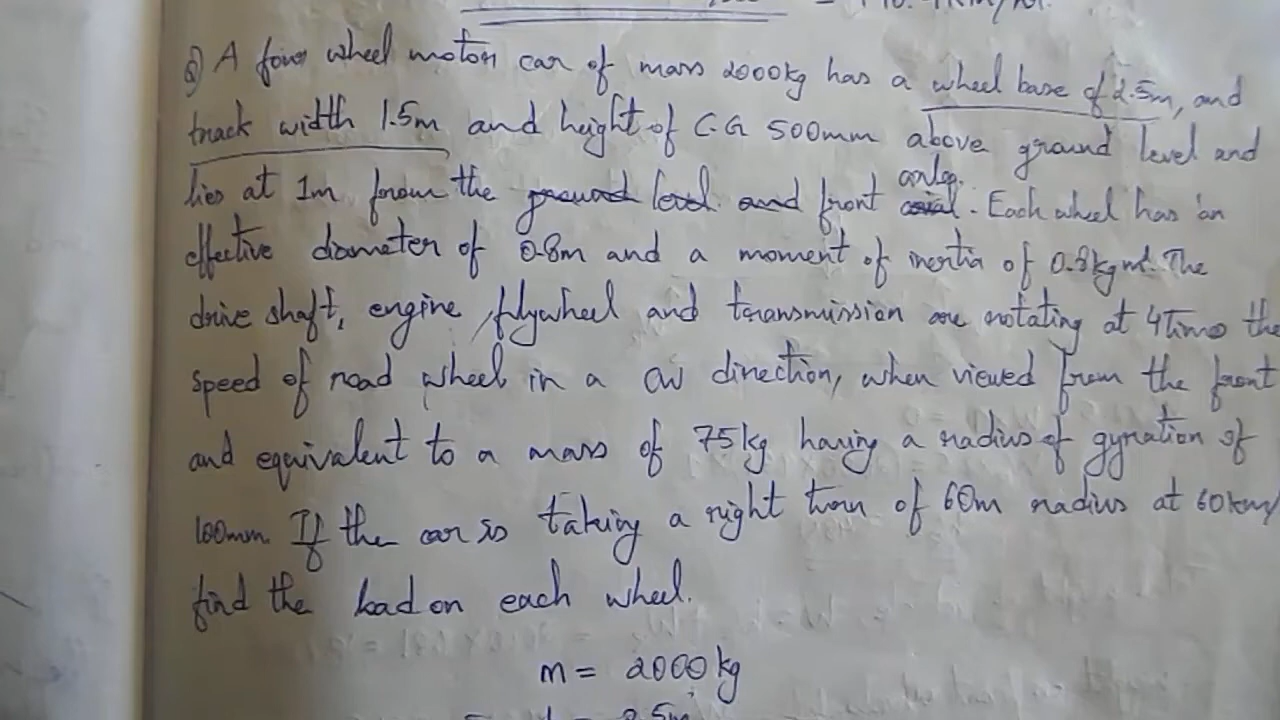 Q) A four wheel motor car of mass 2000kg has a wheel base of 2.5m, and
track width 1.5m and height of C.G 500mm above ground level and
lies at 1m from the ground level and front axial. Each wheel has an
effective diameter of 0.8m and a moment of inertia of 0.8kgm². The
drive shaft, engine, flywheel and transmission are rotating at 4 times the
speed of road wheel in a CW direction, when viewed from the front
and equivalent to a mass of 75kg having a radius of gyration of
100mm. If the car is taking a right turn of 60m radius at 60km/
find the load on each wheel.
m = 2000kg
2.5m